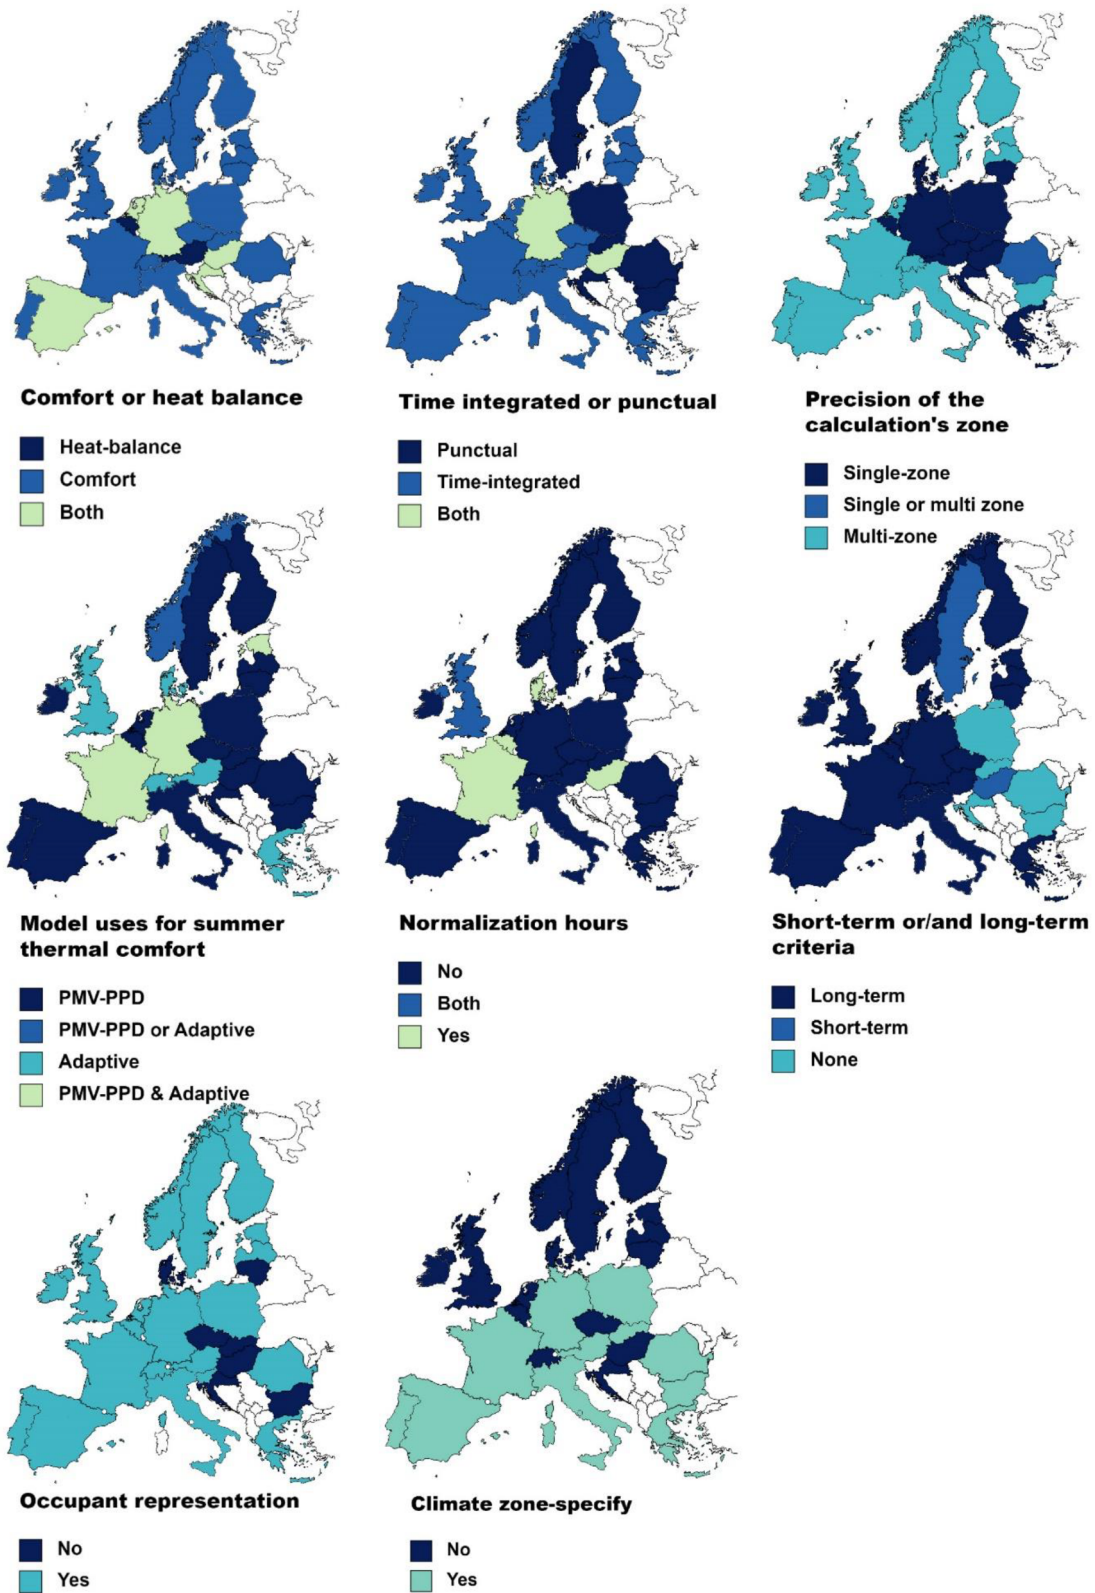 Comfort or heat balance
Heat-balance
Comfort
Both
Time integrated or punctual
Punctual
Time-integrated
Both
Precision of the
calculation's zone
Single-zone
Single or multi zone
Multi-zone
Model uses for summer
thermal comfort
PMV-PPD
PMV-PPD or Adaptive
Adaptive
PMV-PPD & Adaptive
Normalization hours
No
Both
Yes
Short-term or/and long-term
criteria
Long-term
Short-term
None
Occupant representation
No
Yes
Climate zone-specify
No
Yes